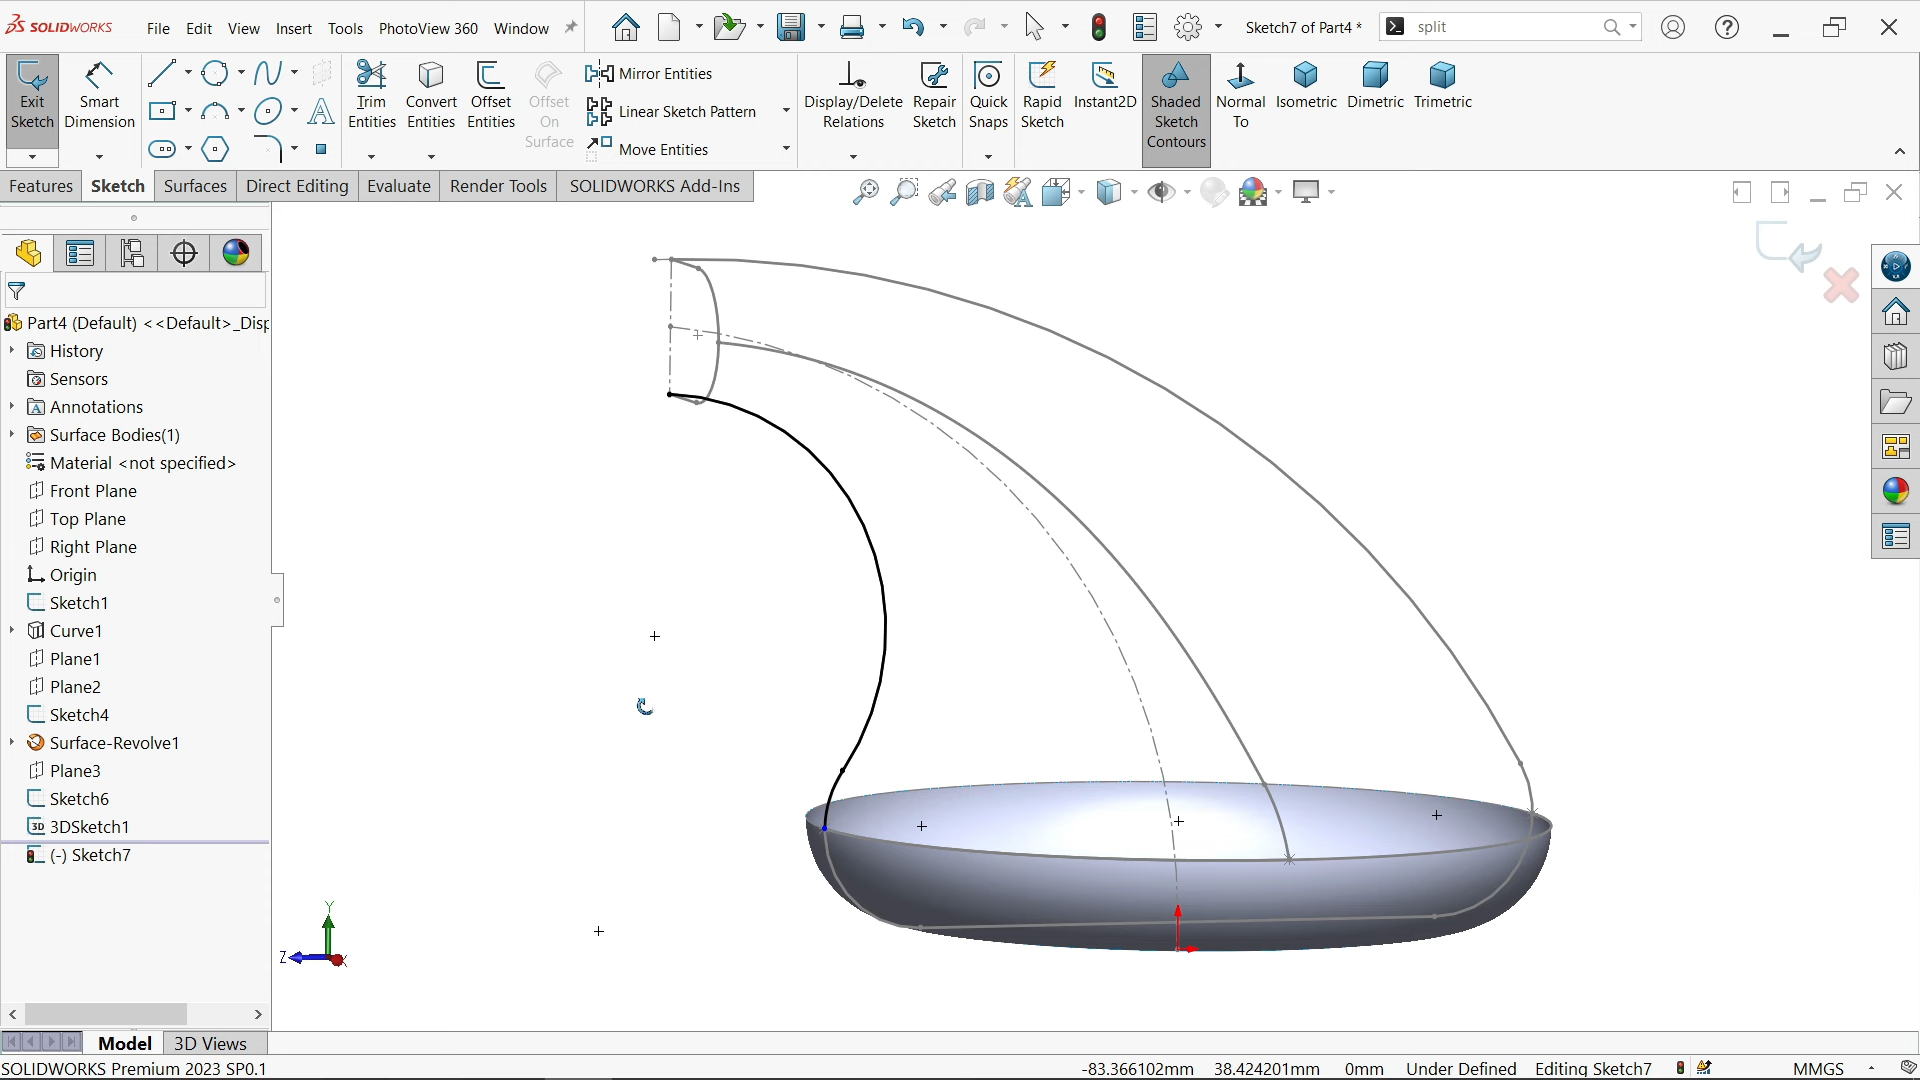 SOLIDWORKS
File Edit View Insert Tools PhotoView 360 Window
Sketch7 of Part4 *
split
Exit Sketch
Smart Dimension
Trim Entities
Convert Entities
Offset Entities
Offset On Surface
Mirror Entities
Linear Sketch Pattern
Move Entities
Display/Delete Relations
Repair Sketch
Quick Snaps
Rapid Sketch
Instant2D
Shaded Sketch Contours
Normal To
Isometric
Dimetric
Trimetric
Features Sketch Surfaces Direct Editing Evaluate Render Tools SOLIDWORKS Add-Ins
Part4 (Default) <<Default>_Disp
History
Sensors
Annotations
Surface Bodies(1)
Material <not specified>
Front Plane
Top Plane
Right Plane
Origin
Sketch1
Curve1
Plane1
Plane2
Sketch4
Surface-Revolve1
Plane3
Sketch6
3D 3DSketch1
(-) Sketch7
Y
Z
X
Model 3D Views
SOLIDWORKS Premium 2023 SP0.1
-83.366102mm 38.424201mm 0mm Under Defined Editing Sketch7 MMGS